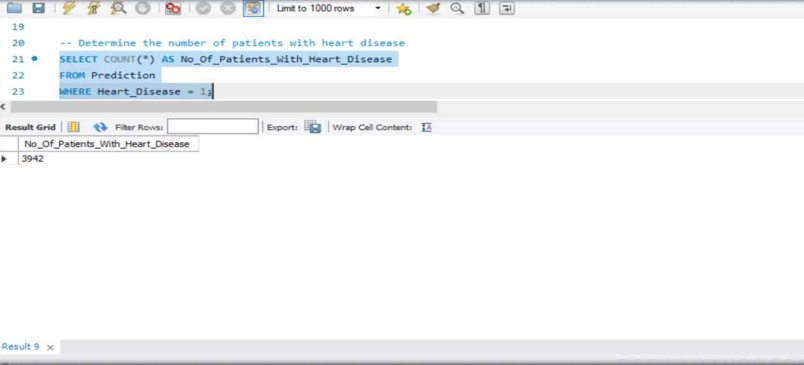 Limit to 1000 rows
19
20 -- Determine the number of patients with heart disease
21 SELECT COUNT(*) AS No_Of_Patients_With_Heart_Disease
22 FROM Prediction
23 WHERE Heart_Disease = 1;
Result Grid Filter Rows: Export: Wrap Cell Content: IA
No_Of_Patients_With_Heart_Disease
3942
Result 9 ×